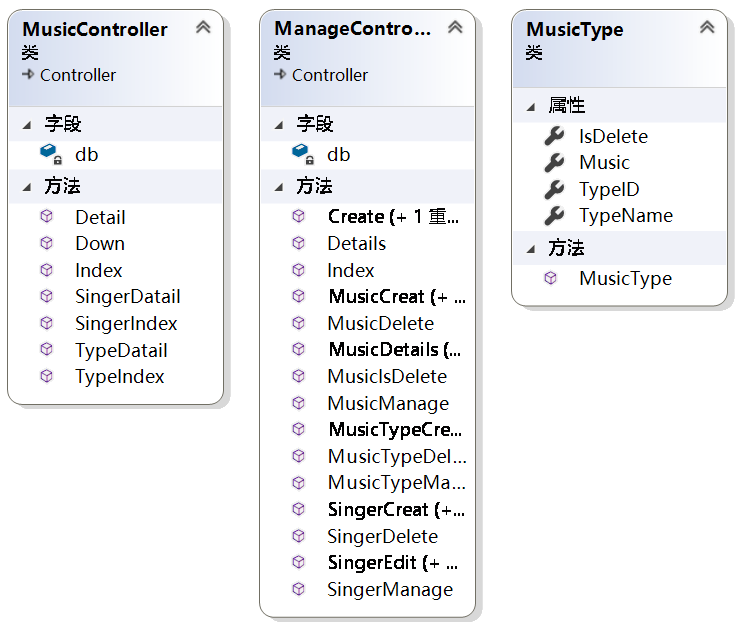 MusicController
类
Controller
字段
db
方法
Detail
Down
Index
SingerDatail
SingerIndex
TypeDatail
TypeIndex
ManageContro...
类
Controller
字段
db
方法
Create (+ 1 重...
Details
Index
MusicCreat (+ ...
MusicDelete
MusicDetails (...
MusicIsDelete
MusicManage
MusicTypeCre...
MusicTypeDel...
MusicTypeMa...
SingerCreat (+...
SingerDelete
SingerEdit (+ ...
SingerManage
MusicType
类
属性
IsDelete
Music
TypeID
TypeName
方法
MusicType